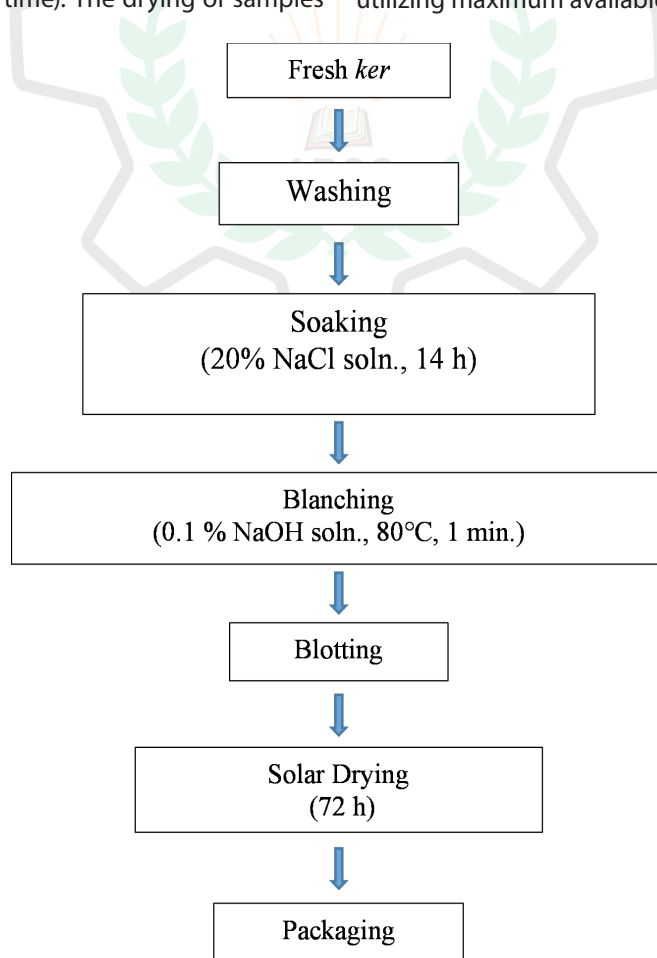 time). The drying of samples utilizing maximum available
Fresh ker
Washing
Soaking
(20% NaCl soln., 14 h)
Blanching
(0.1 % NaOH soln., 80°C, 1 min.)
Blotting
Solar Drying
(72 h)
Packaging